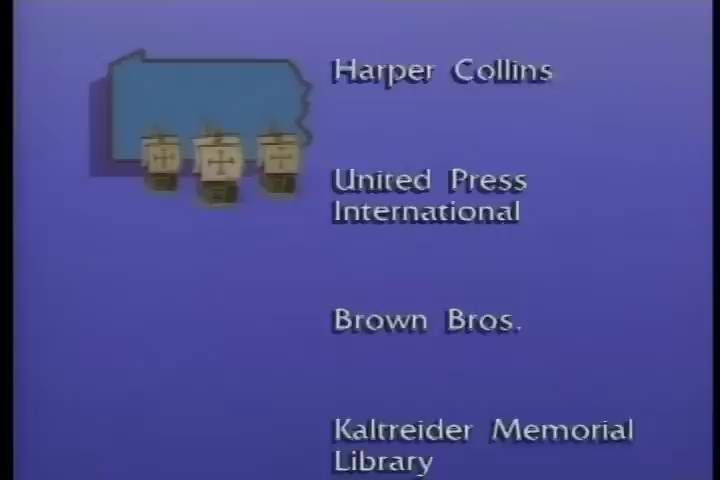 Harper Collins
United Press
International
Brown Bros.
Kaltreider Memorial
Library